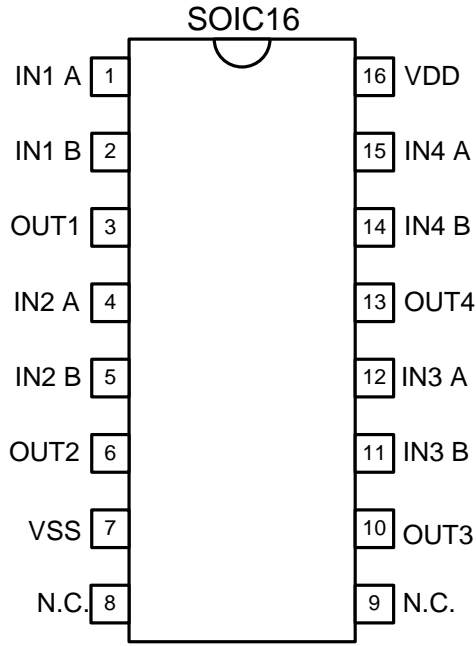 SOIC16
IN1 A 1 16 VDD
IN1 B 2 15 IN4 A
OUT1 3 14 IN4 B
IN2 A 4 13 OUT4
IN2 B 5 12 IN3 A
OUT2 6 11 IN3 B
VSS 7 10 OUT3
N.C. 8 9 N.C.